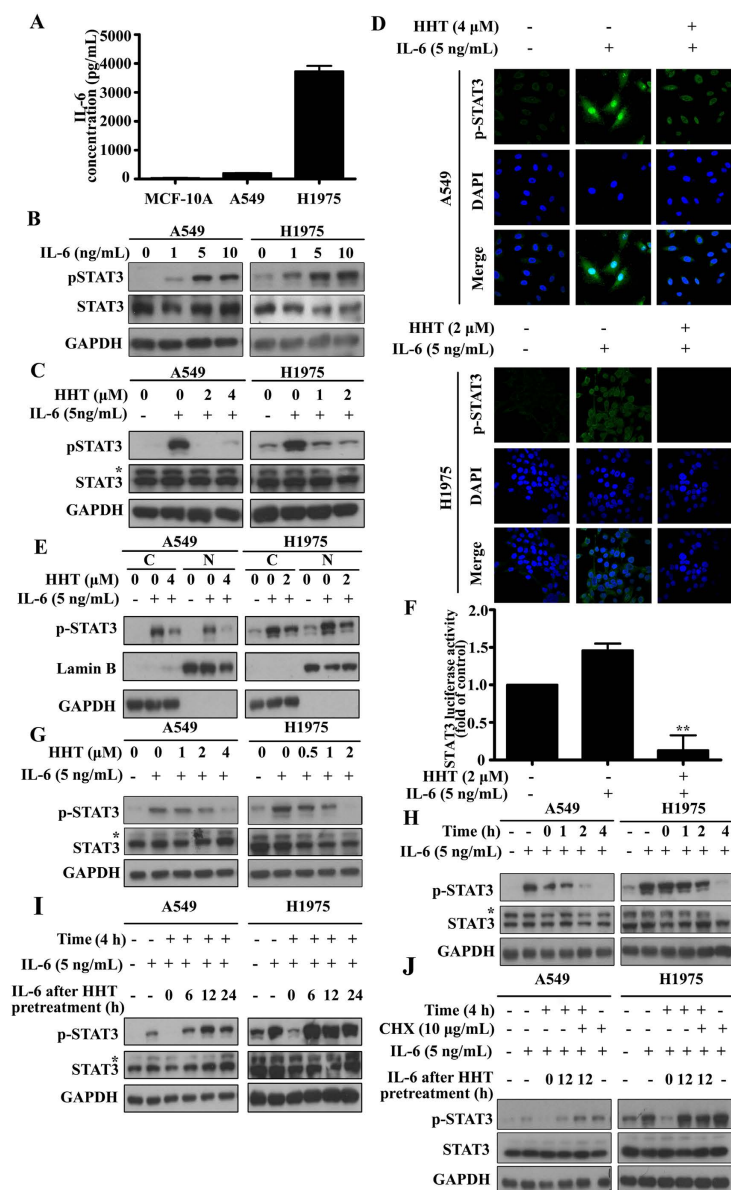 A
IL-6
concentration (pg/mL)
5000
4000
3000
2000
1000
0
MCF-10A A549 H1975
B
A549 H1975
IL-6 (ng/mL) 0 1 5 10 0 1 5 10
pSTAT3
STAT3
GAPDH
C
A549 H1975
HHT (μM) 0 0 2 4 0 0 1 2
IL-6 (5ng/mL) - + + + - + + +
pSTAT3
*
STAT3
GAPDH
D
HHT (4 μM) - - +
IL-6 (5 ng/mL) - + +
A549
p-STAT3
DAPI
Merge
HHT (2 μM) - - +
IL-6 (5 ng/mL) - + +
H1975
p-STAT3
DAPI
Merge
E
A549 H1975
C N C N
HHT (μM) 0 0 4 0 0 4 0 0 2 0 0 2
IL-6 (5 ng/mL) - + + - + + - + + - + +
p-STAT3
Lamin B
GAPDH
F
STAT3 luciferase activity
(fold of control)
2.0
1.5
1.0
0.5
0
**
HHT (2 μM) - - +
IL-6 (5 ng/mL) - + +
G
A549 H1975
HHT (μM) 0 0 1 2 4 0 0 0.5 1 2
IL-6 (5 ng/mL) - + + + + - + + + +
p-STAT3
*
STAT3
GAPDH
H
A549 H1975
Time (h) - - 0 1 2 4 - - 0 1 2 4
IL-6 (5 ng/mL) - + + + + + - + + + + +
p-STAT3
*
STAT3
GAPDH
I
A549 H1975
Time (4 h) - - + + + + - - + + + +
IL-6 (5 ng/mL) - + + + + + - + + + + +
IL-6 after HHT
pretreatment (h) - - 0 6 12 24 - - 0 6 12 24
p-STAT3
*
STAT3
GAPDH
J
A549 H1975
Time (4 h) - - + + + - - - + + + -
CHX (10 μg/mL) - - - - + + - - - - + +
IL-6 (5 ng/mL) - + + + + + - + + + + +
IL-6 after HHT
pretreatment (h) - - 0 12 12 - - - 0 12 12 -
p-STAT3
STAT3
GAPDH